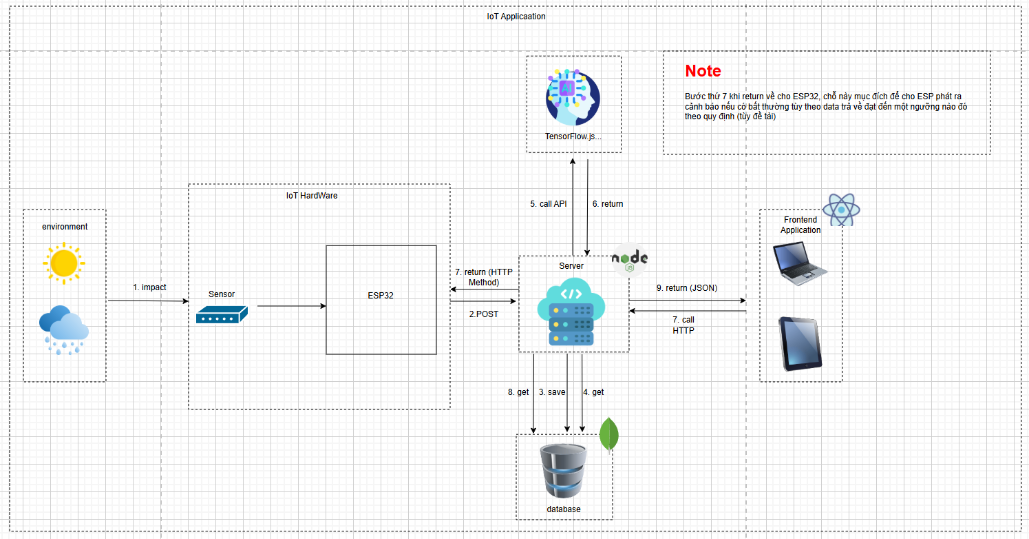 IoT Applicaation
Note
Bước thứ 7 khi return về cho ESP32, chỗ này mục đích để cho ESP phát ra
cảnh báo nếu cờ bất thường tùy theo data trả về đạt đến một ngưỡng nào đó
theo quy định (tùy đề tài)
TensorFlow.js...
5. call API
6. return
IoT HardWare
environment
1. impact
Sensor
ESP32
7. return (HTTP
Method)
2.POST
Server
node
JS
9. return (JSON)
7. call
HTTP
Frontend
Application
8. get
3. save
4. get
database
AI